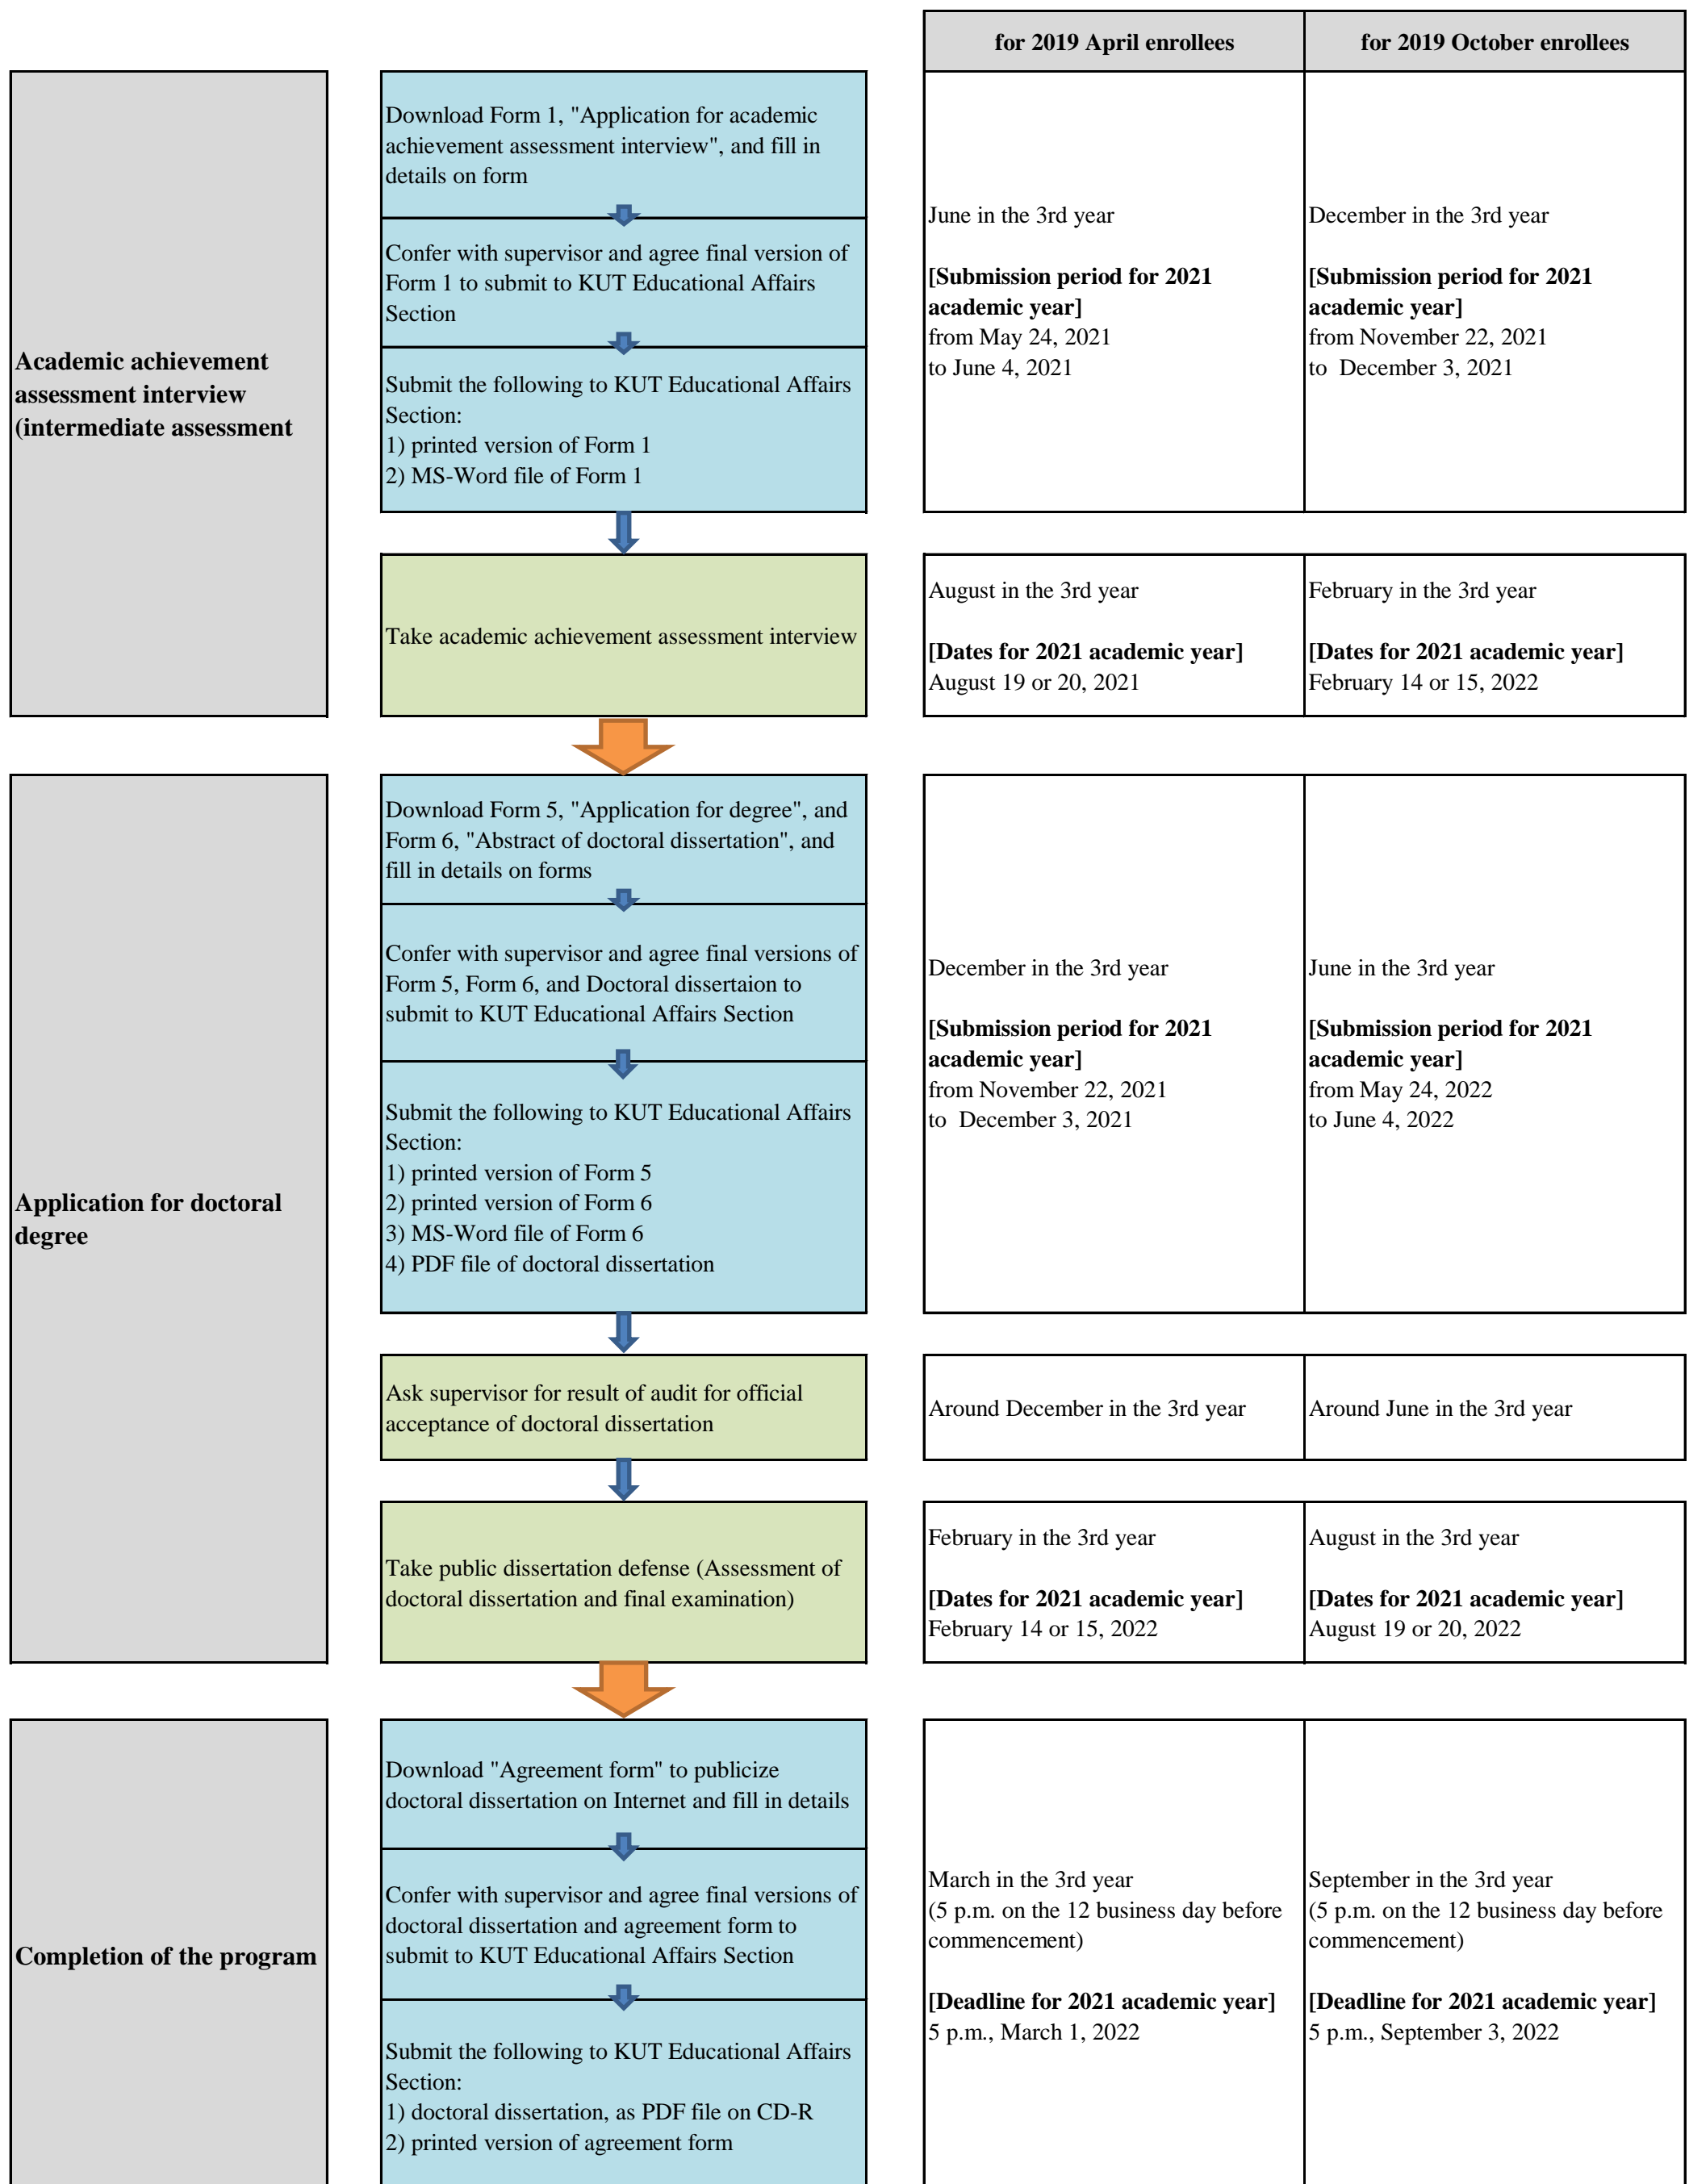 for 2019 April enrollees
for 2019 October enrollees
Academic achievement
assessment interview
(intermediate assessment
Download Form 1, "Application for academic
achievement assessment interview", and fill in
details on form
Confer with supervisor and agree final version of
Form 1 to submit to KUT Educational Affairs
Section
Submit the following to KUT Educational Affairs
Section:
1) printed version of Form 1
2) MS-Word file of Form 1
June in the 3rd year
[Submission period for 2021
academic year]
from May 24, 2021
to June 4, 2021
December in the 3rd year
[Submission period for 2021
academic year]
from November 22, 2021
to  December 3, 2021
Take academic achievement assessment interview
August in the 3rd year
[Dates for 2021 academic year]
August 19 or 20, 2021
February in the 3rd year
[Dates for 2021 academic year]
February 14 or 15, 2022
Application for doctoral
degree
Download Form 5, "Application for degree", and
Form 6, "Abstract of doctoral dissertation", and
fill in details on forms
Confer with supervisor and agree final versions of
Form 5, Form 6, and Doctoral dissertaion to
submit to KUT Educational Affairs Section
Submit the following to KUT Educational Affairs
Section:
1) printed version of Form 5
2) printed version of Form 6
3) MS-Word file of Form 6
4) PDF file of doctoral dissertation
December in the 3rd year
[Submission period for 2021
academic year]
from November 22, 2021
to  December 3, 2021
June in the 3rd year
[Submission period for 2021
academic year]
from May 24, 2022
to June 4, 2022
Ask supervisor for result of audit for official
acceptance of doctoral dissertation
Around December in the 3rd year
Around June in the 3rd year
Take public dissertation defense (Assessment of
doctoral dissertation and final examination)
February in the 3rd year
[Dates for 2021 academic year]
February 14 or 15, 2022
August in the 3rd year
[Dates for 2021 academic year]
August 19 or 20, 2022
Completion of the program
Download "Agreement form" to publicize
doctoral dissertation on Internet and fill in details
Confer with supervisor and agree final versions of
doctoral dissertation and agreement form to
submit to KUT Educational Affairs Section
Submit the following to KUT Educational Affairs
Section:
1) doctoral dissertation, as PDF file on CD-R
2) printed version of agreement form
March in the 3rd year
(5 p.m. on the 12 business day before
commencement)
[Deadline for 2021 academic year]
5 p.m., March 1, 2022
September in the 3rd year
(5 p.m. on the 12 business day before
commencement)
[Deadline for 2021 academic year]
5 p.m., September 3, 2022